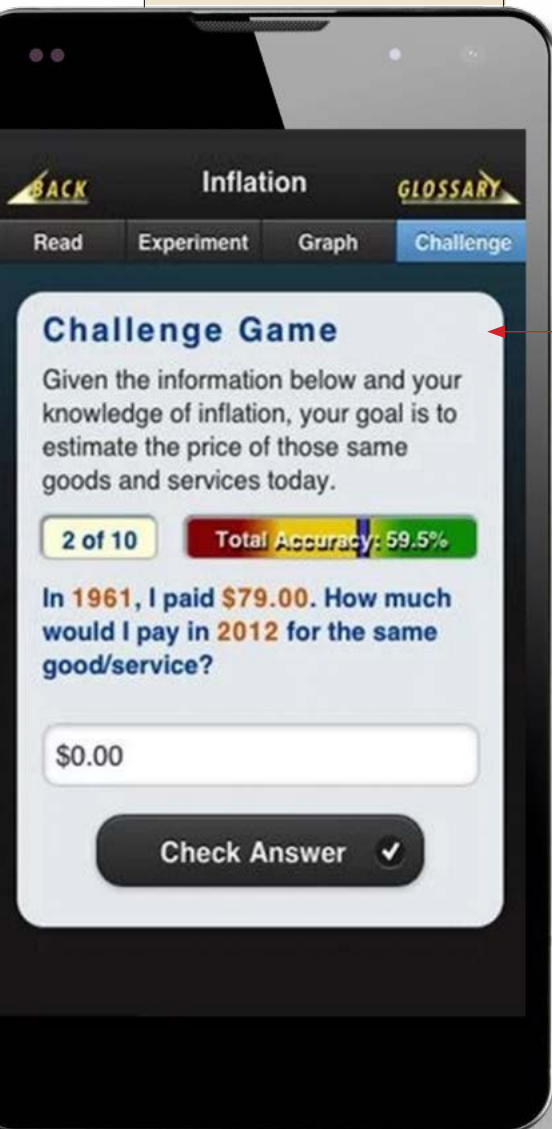 BACK
Inflation
GLOSSARY
Read Experiment Graph Challenge
Challenge Game
Given the information below and your
knowledge of inflation, your goal is to
estimate the price of those same
goods and services today.
2 of 10 Total Accuracy: 59.5%
In 1961, I paid $79.00. How much
would I pay in 2012 for the same
good/service?
$0.00
Check Answer